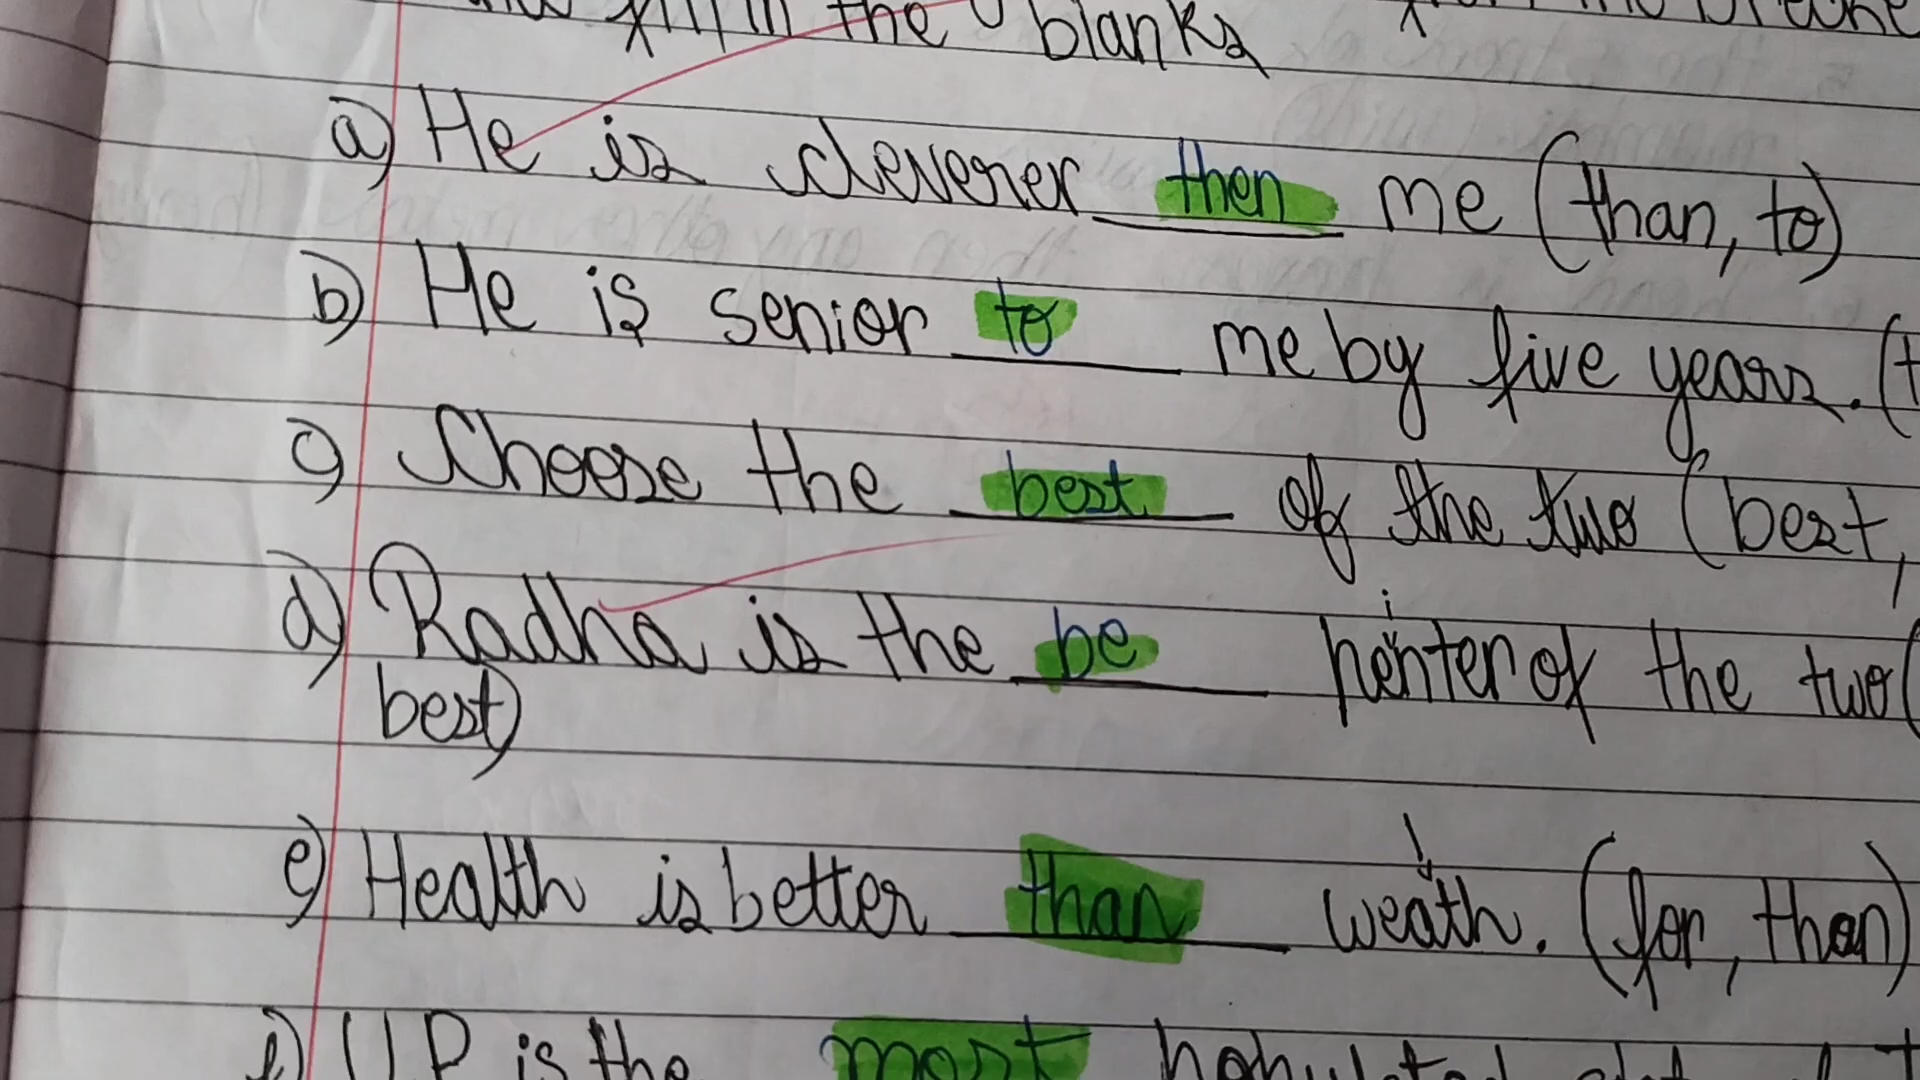 fill in the blanks
a) He is cleverer then me (than, to)
b) He is senior to me by five years. (t
c) Choose the best of the two (best,
d) Radha is the be painter of the two (
best)
e) Health is better than wealth. (for, than)
f) U.P is the most